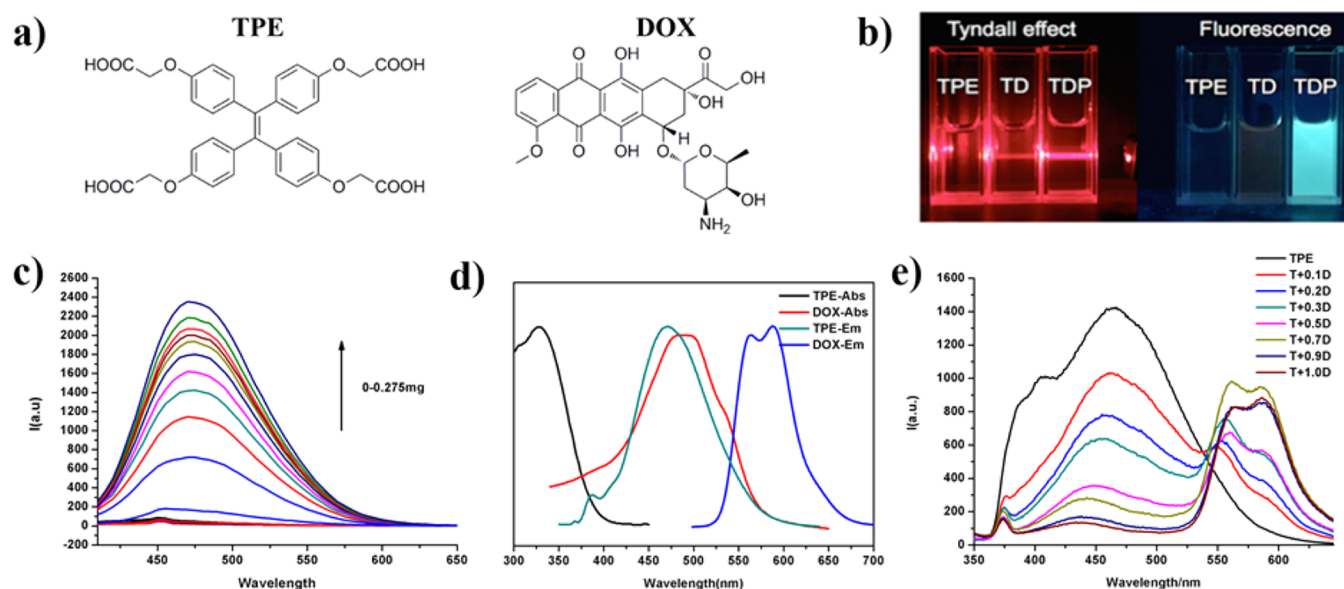 a)
TPE
HOOC
O
O
COOH
HOOC
O
O
COOH
DOX
O
OH
O
OH
OH
O
O
OH
O
H
O
OH
NH₂
b)
Tyndall effect
TPE
TD
TDP
Fluorescence
TPE
TD
TDP
c)
I(a.u)
2600
2400
2200
2000
1800
1600
1400
1200
1000
800
600
400
200
0
-200
0-0.275mg
450
500
550
600
650
Wavelength
d)
TPE-Abs
DOX-Abs
TPE-Em
DOX-Em
300
350
400
450
500
550
600
650
700
Wavelength(nm)
e)
I(a.u.)
1600
1400
1200
1000
800
600
400
200
0
TPE
T+0.1D
T+0.2D
T+0.3D
T+0.5D
T+0.7D
T+0.9D
T+1.0D
350
400
450
500
550
600
Wavelength/nm